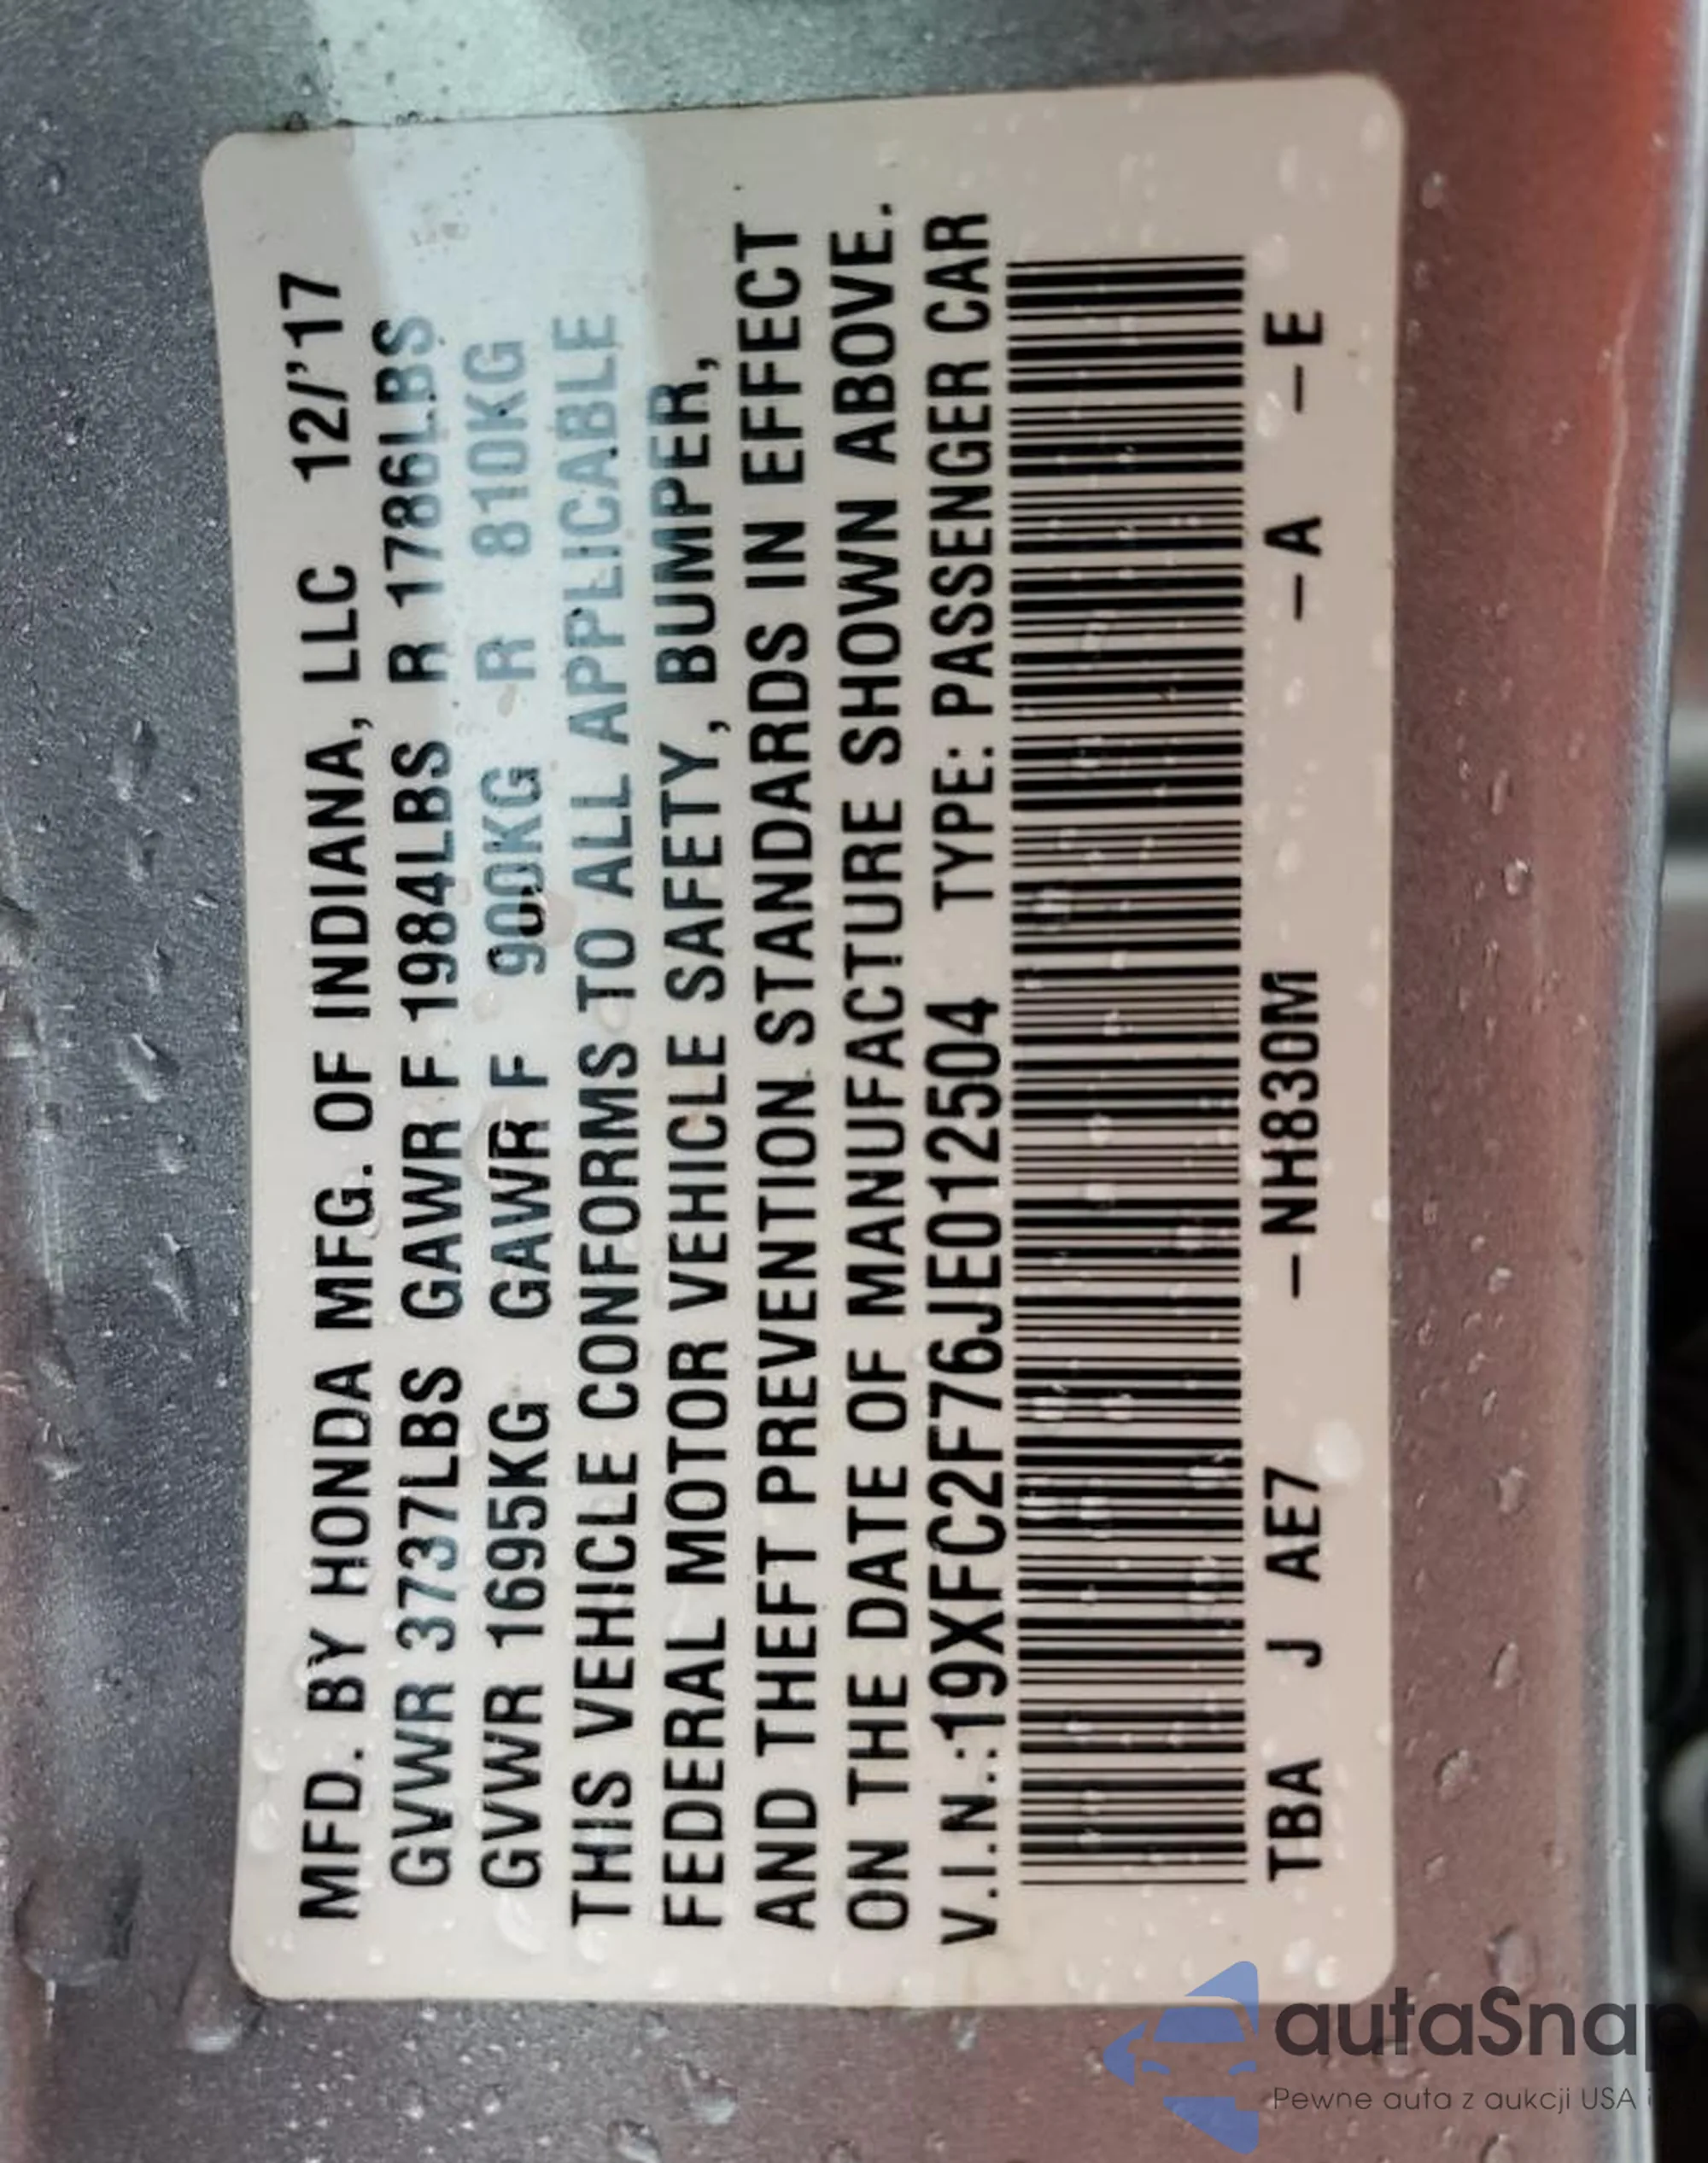 MFD. BY HONDA MFG. OF INDIANA, LLC 12/'17
GVWR 3737LBS GAWR F 1984LBS R 1786LBS
GVWR 1695KG GAWR F 900KG R 810KG
THIS VEHICLE CONFORMS TO ALL APPLICABLE
FEDERAL MOTOR VEHICLE SAFETY, BUMPER,
AND THEFT PREVENTION STANDARDS IN EFFECT
ON THE DATE OF MANUFACTURE SHOWN ABOVE.
V.I.N.:19XFC2F76JE012504 TYPE: PASSENGER CAR
TBA J AE7 –NH830M –A –E
autaSnap
Pewne auta z aukcji USA